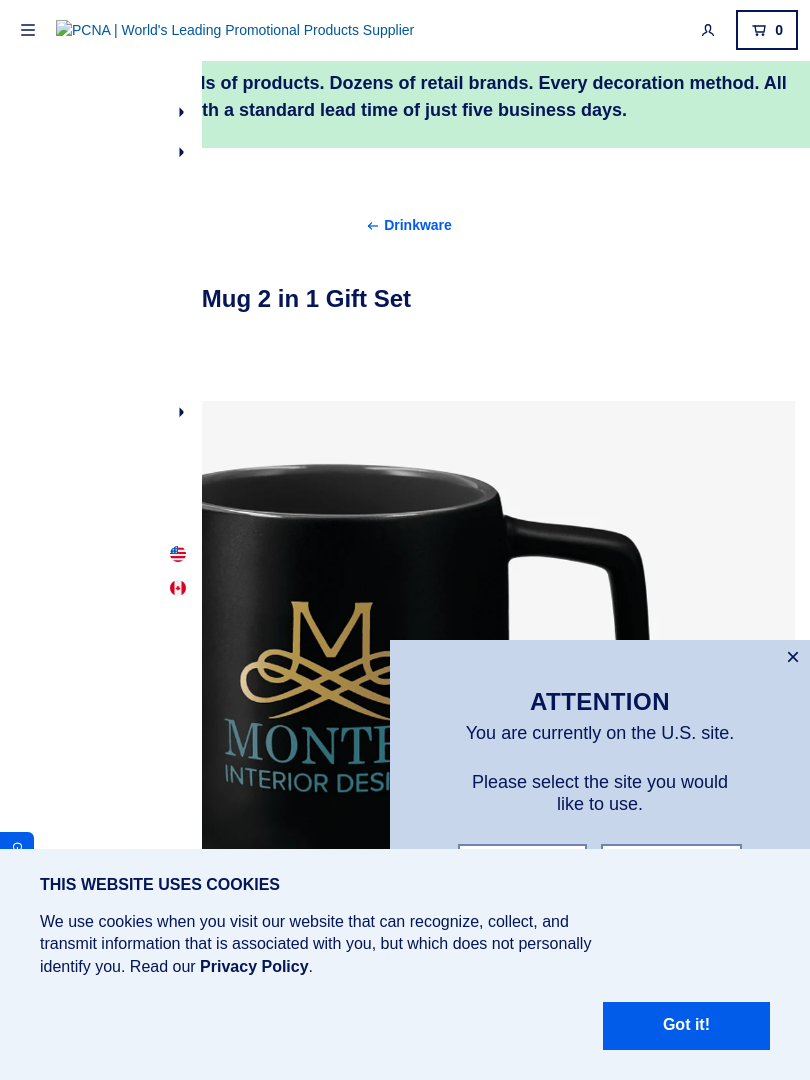 PCNA | World's Leading Promotional Products Supplier
0
of products. Dozens of retail brands. Every decoration method. All
a standard lead time of just five business days.
Drinkware
Mug 2 in 1 Gift Set
INTERIOR
×
ATTENTION
You are currently on the U.S. site.
Please select the site you would
like to use.
THIS WEBSITE USES COOKIES
We use cookies when you visit our website that can recognize, collect, and
transmit information that is associated with you, but which does not personally
identify you. Read our Privacy Policy.
Got it!